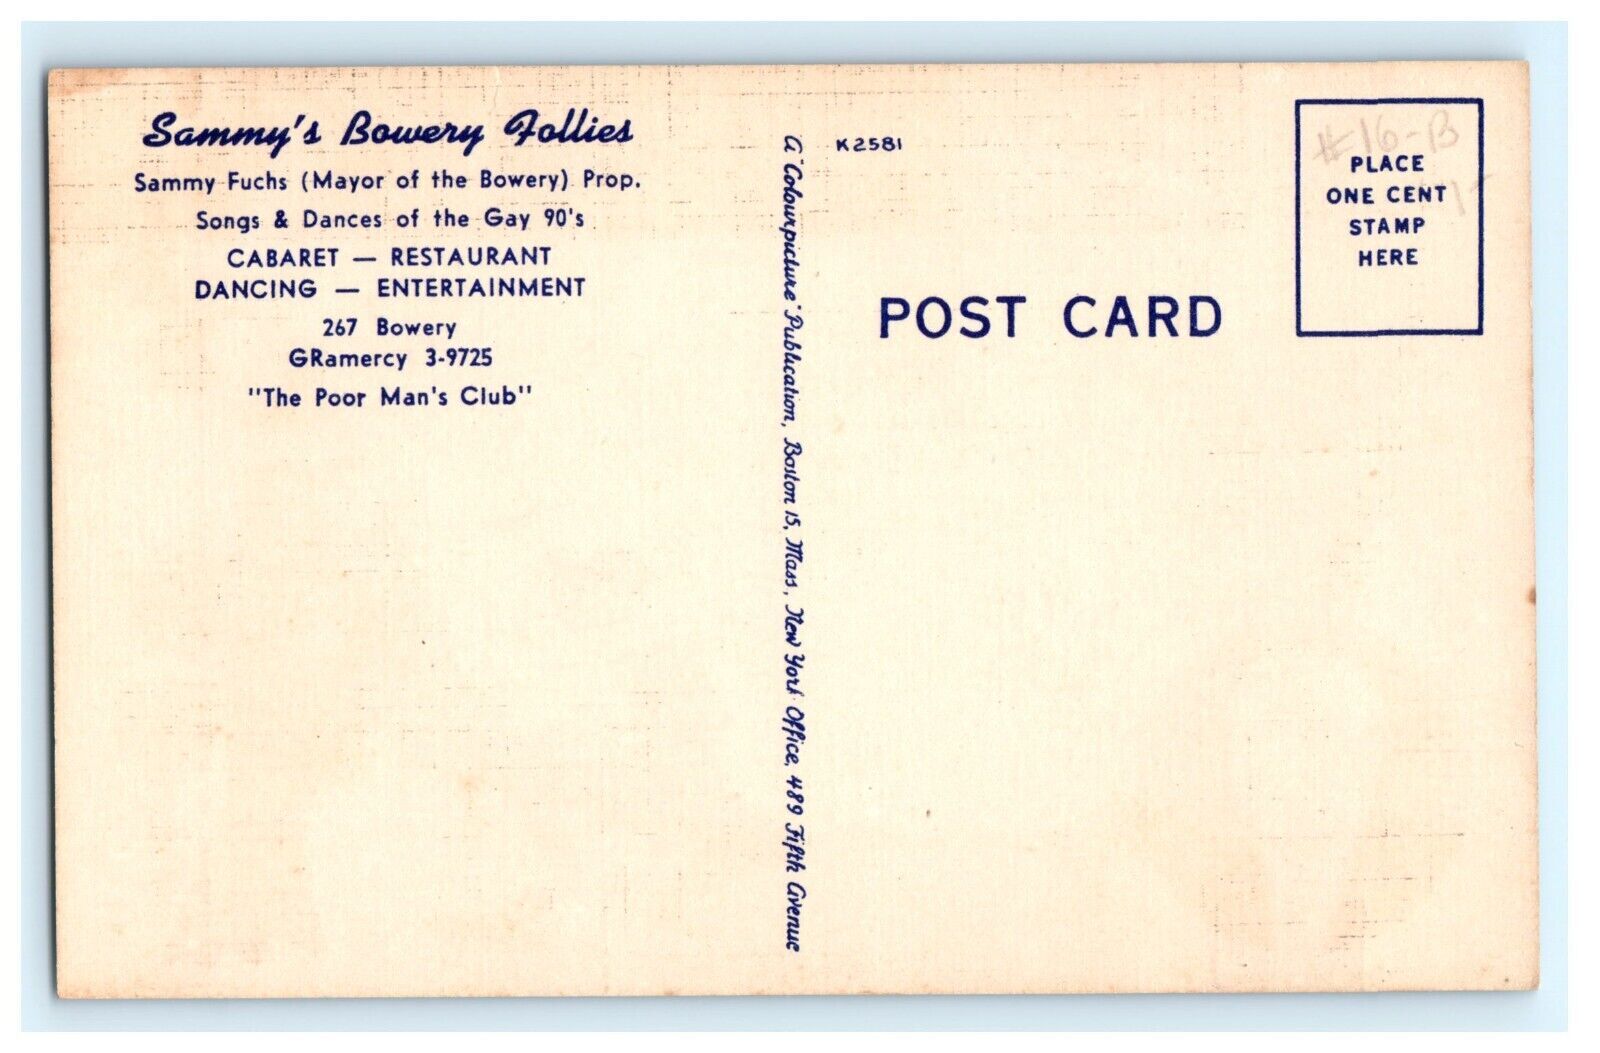 Sammy's Bowery Follies
Sammy Fuchs (Mayor of the Bowery) Prop.
Songs & Dances of the Gay 90's
CABARET — RESTAURANT
DANCING — ENTERTAINMENT
267 Bowery
GRamercy 3-9725
"The Poor Man's Club"
A "Colourpicture" Publication, Boston 15, Mass., New York Office, 489 Fifth Avenue
K2581
POST CARD
#16-B
PLACE
ONE CENT
STAMP
HERE